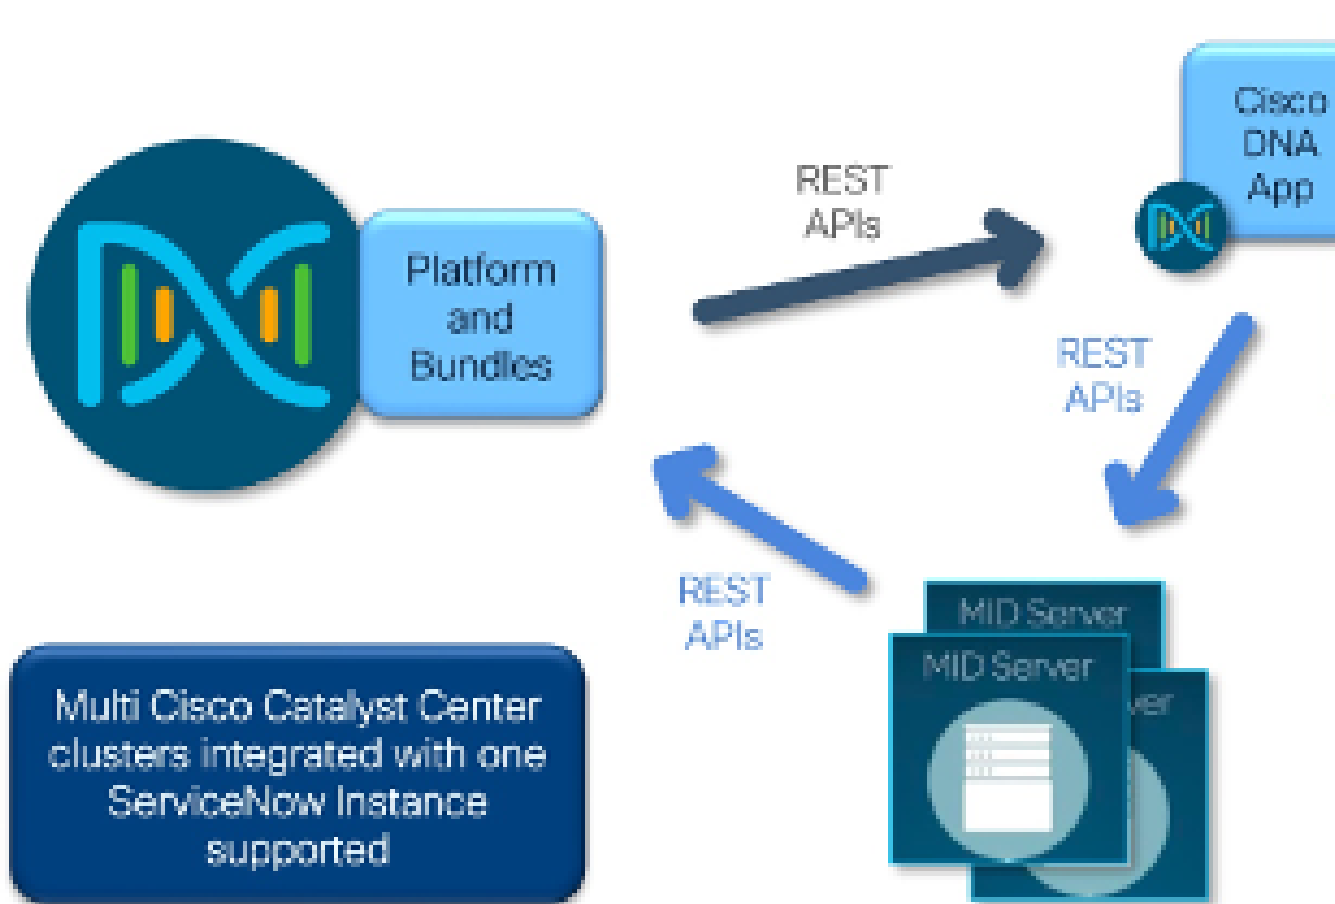 Cisco
DNA
App
REST
APIs
Platform
and
Bundles
REST
APIs
REST
APIs
MID Server
MID Server
ver
Multi Cisco Catalyst Center
clusters integrated with one
ServiceNow Instance
supported